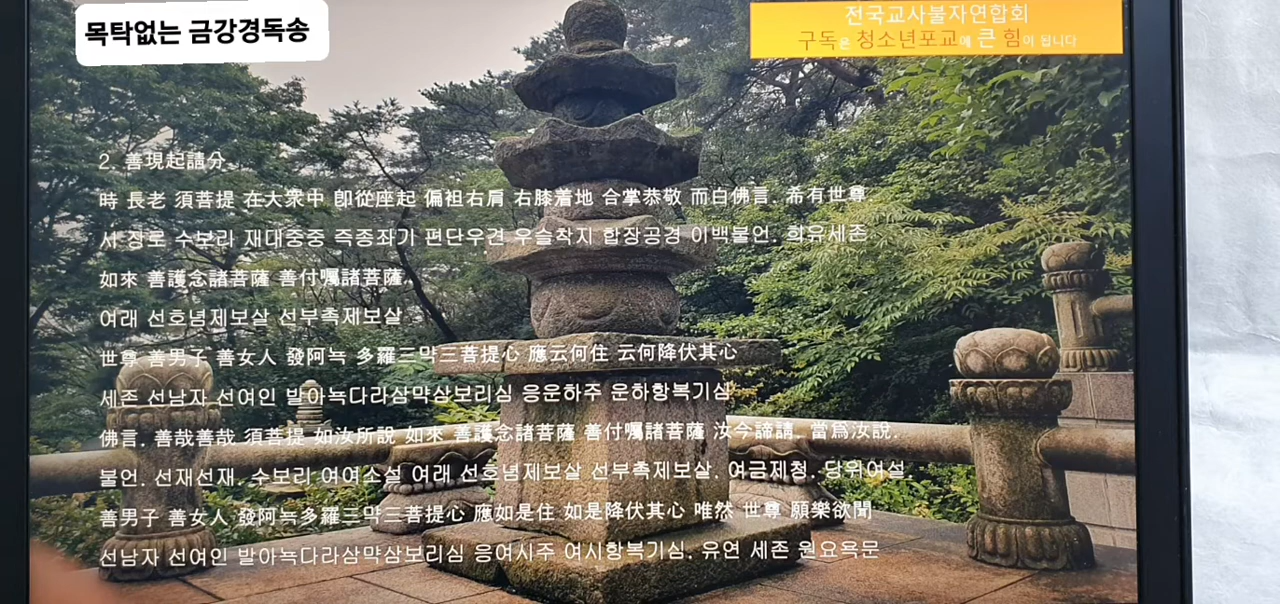 목탁없는 금강경독송
전국교사불자연합회
구독은 청소년포교에 큰 힘이 됩니다
2. 善現起請分
時 長老 須菩提 在大衆中 卽從座起 偏袒右肩 右膝着地 合掌恭敬 而白佛言. 希有世尊
시 장로 수보리 재대중중 즉종좌기 편단우견 우슬착지 합장공경 이백불언. 희유세존
如來 善護念諸菩薩 善付囑諸菩薩
여래 선호념제보살 선부촉제보살
世尊 善男子 善女人 發阿뇩 多羅三먁三菩提心 應云何住 云何降伏其心
세존 선남자 선여인 발아뇩다라삼먁삼보리심 응운하주 운하항복기심
佛言. 善哉善哉 須菩提 如汝所說 如來 善護念諸菩薩 善付囑諸菩薩 汝今諦請. 當爲汝說.
불언. 선재선재. 수보리 여여소설 여래 선호념제보살 선부촉제보살. 여금제청. 당위여설
善男子 善女人 發阿뇩多羅三먁三菩提心 應如是住 如是降伏其心 唯然 世尊 願樂欲聞
선남자 선여인 발아뇩다라삼먁삼보리심 응여시주 여시항복기심. 유연 세존 원요욕문